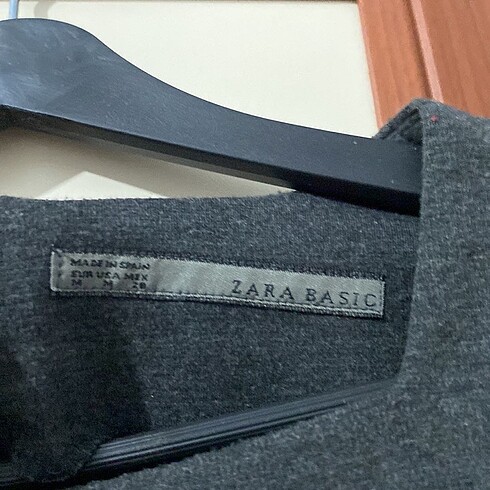 MADE IN SPAIN
EUR USA MEX
M M 28
ZARA BASIC